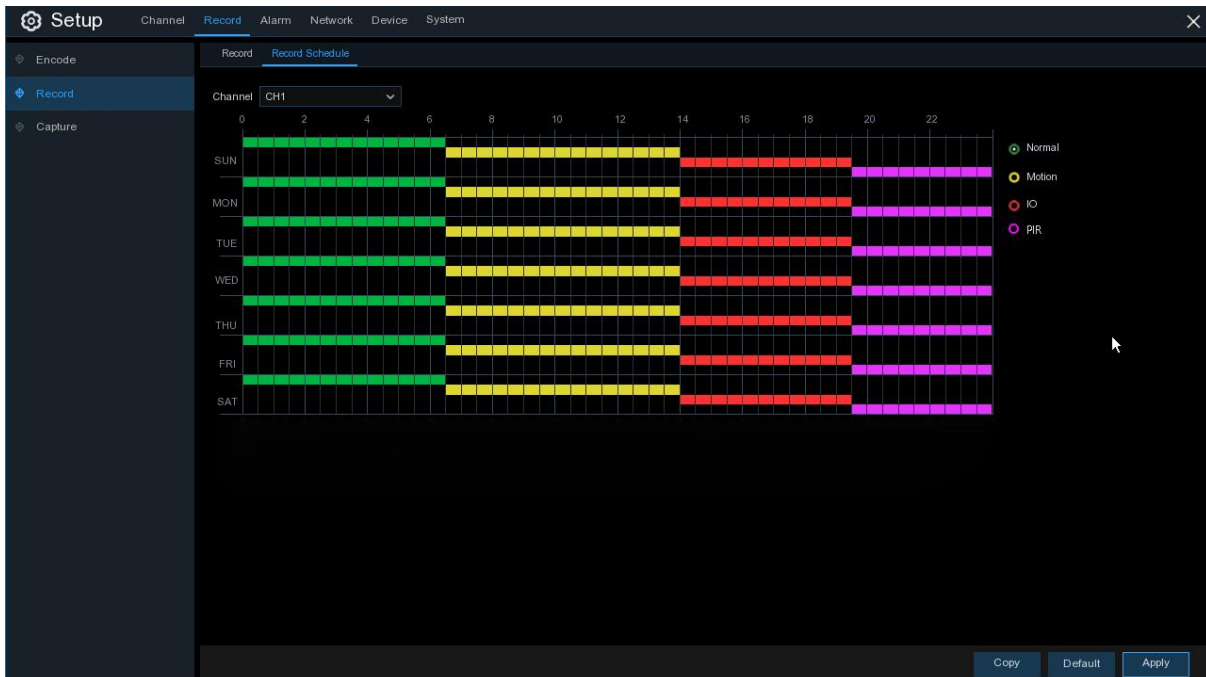 Setup Channel Record Alarm Network Device System
Encode
Record
Capture
Record Record Schedule
Channel CH1
0 2 4 6 8 10 12 14 16 18 20 22
SUN
MON
TUE
WED
THU
FRI
SAT
Normal
Motion
IO
PIR
Copy Default Apply